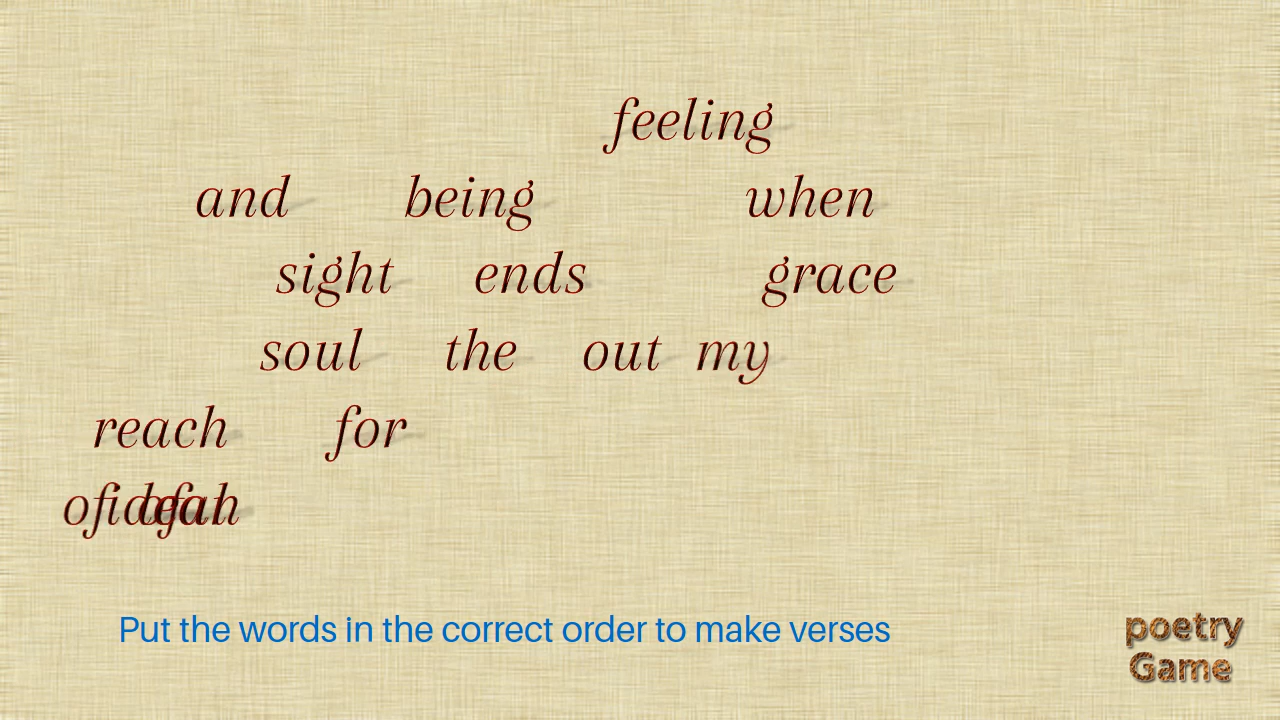 feeling
and being when
sight ends grace
soul the out my
reach for
of
Put the words in the correct order to make verses
poetry
Game